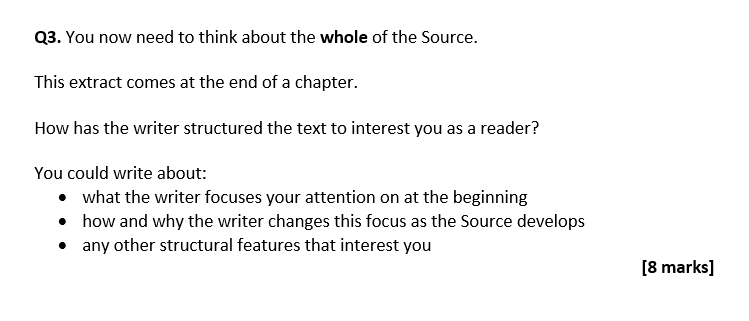 Q3. You now need to think about the whole of the Source.
This extract comes at the end of a chapter.
How has the writer structured the text to interest you as a reader?
You could write about:
• what the writer focuses your attention on at the beginning
• how and why the writer changes this focus as the Source develops
• any other structural features that interest you
[8 marks]